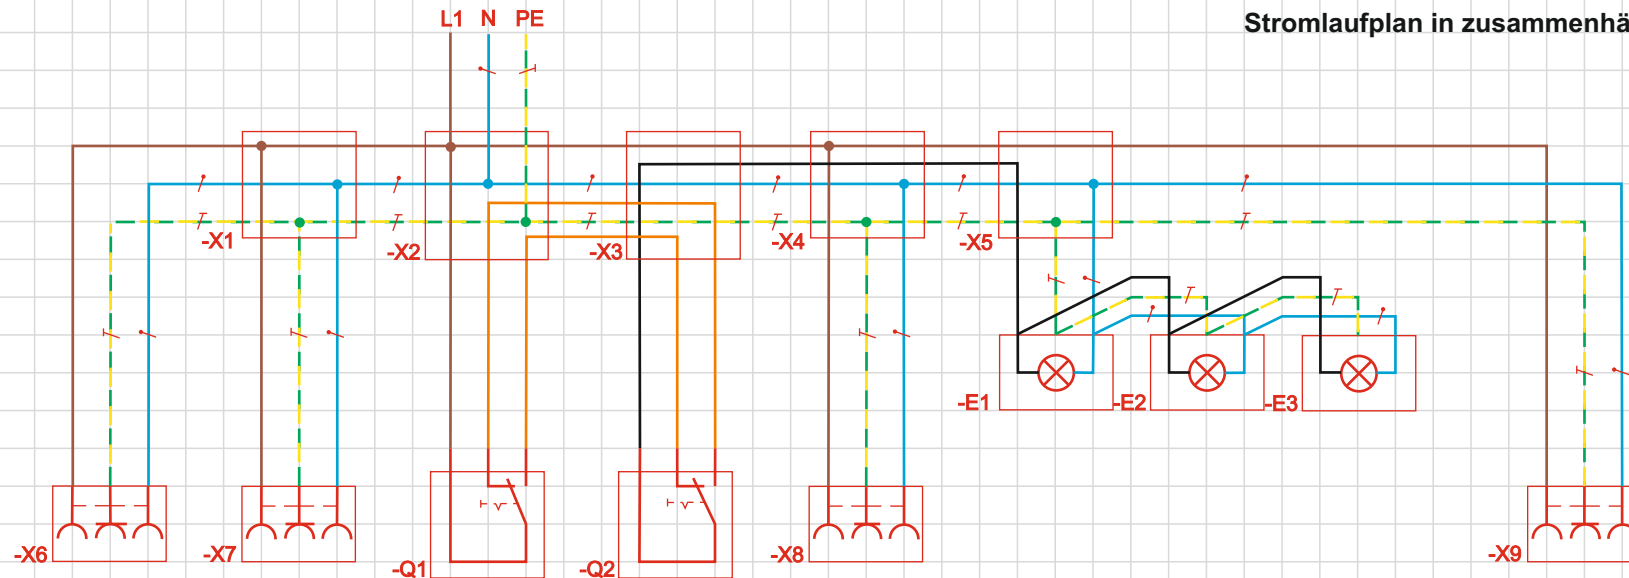 L1 N PE
Stromlaufplan in zusammenhä
-X1
-X2
-X3
-X4
-X5
-E1
-E2
-E3
-X6
-X7
-Q1
-Q2
-X8
-X9